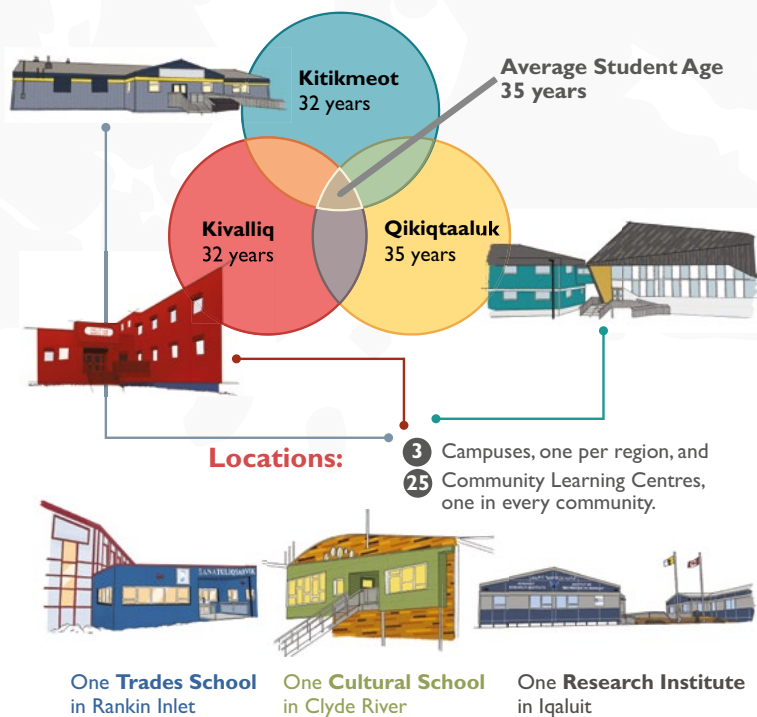 Kitikmeot
32 years
Average Student Age
35 years
Kivalliq
32 years
Qikiqtaaluk
35 years
Locations:
3 Campuses, one per region, and
25 Community Learning Centres,
one in every community.
One Trades School
in Rankin Inlet
One Cultural School
in Clyde River
One Research Institute
in Iqaluit